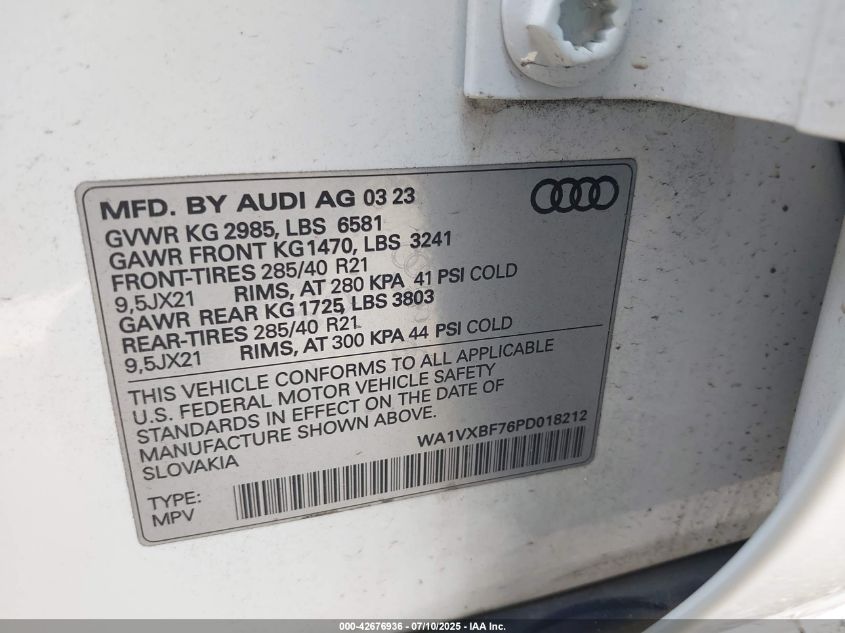 MFD. BY AUDI AG 03 23
GVWR KG 2985, LBS 6581
GAWR FRONT KG1470, LBS 3241
FRONT-TIRES 285/40 R21
9,5JX21 RIMS, AT 280 KPA 41 PSI COLD
GAWR REAR KG 1725, LBS 3803
REAR-TIRES 285/40 R21
9,5JX21 RIMS, AT 300 KPA 44 PSI COLD
THIS VEHICLE CONFORMS TO ALL APPLICABLE
U.S. FEDERAL MOTOR VEHICLE SAFETY
STANDARDS IN EFFECT ON THE DATE OF
MANUFACTURE SHOWN ABOVE.
SLOVAKIA
WA1VXBF76PD018212
TYPE:
MPV
000-42676936 - 07/10/2025 - IAA Inc.